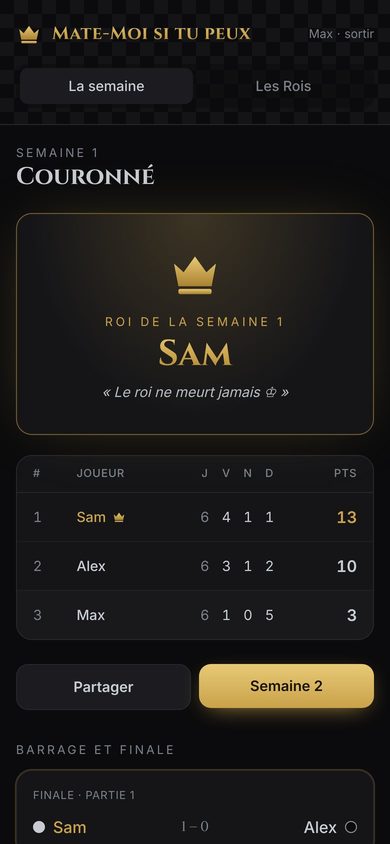 Mate-Moi si tu peux
Max · sortir
La semaine
Les Rois
SEMAINE 1
Couronné
ROI DE LA SEMAINE 1
Sam
« Le roi ne meurt jamais ♔ »
# JOUEUR J V N D PTS
1 Sam 6 4 1 1 13
2 Alex 6 3 1 2 10
3 Max 6 1 0 5 3
Partager
Semaine 2
BARRAGE ET FINALE
FINALE · PARTIE 1
Sam 1–0 Alex